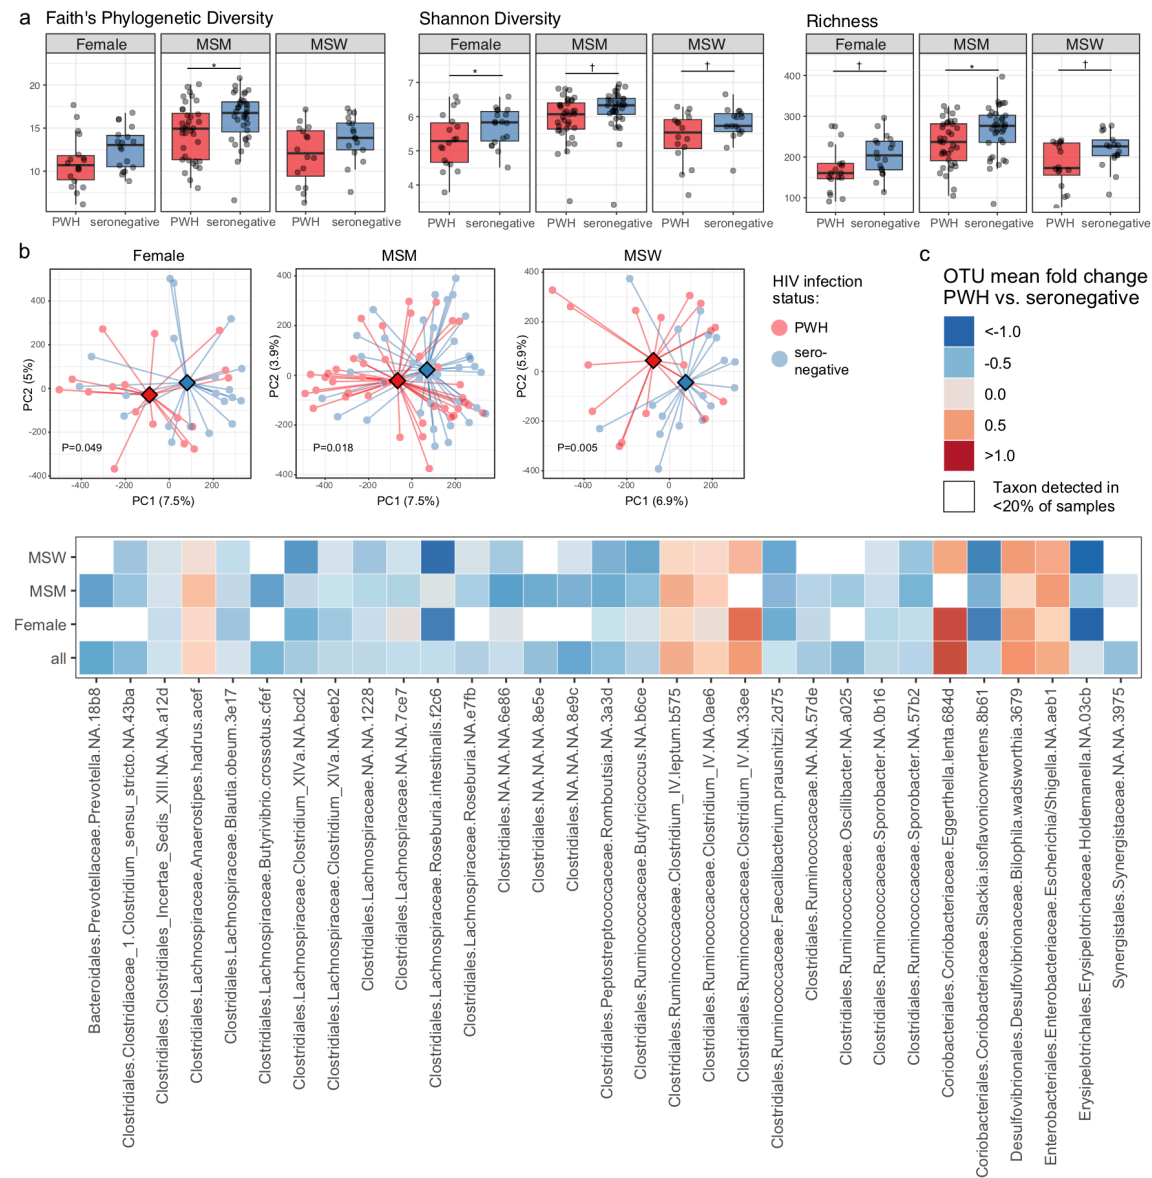 a
Faith's Phylogenetic Diversity
Shannon Diversity
Richness
Female
MSM
MSW
Female
MSM
MSW
Female
MSM
MSW
20
15
10
7
6
5
4
400
300
200
100
*
*
†
†
†
*
†
PWH seronegative
PWH seronegative
PWH seronegative
PWH seronegative
PWH seronegative
PWH seronegative
PWH seronegative
PWH seronegative
PWH seronegative
b
Female
MSM
MSW
PC2 (5%)
400
200
0
-200
-400
P=0.049
-400 -200 0 200
PC1 (7.5%)
PC2 (3.9%)
400
200
0
-200
-400
P=0.018
-400 -200 0 200
PC1 (7.5%)
PC2 (5.9%)
400
200
0
-200
-400
P=0.005
-400 -200 0 200
PC1 (6.9%)
HIV infection
status:
PWH
sero-
negative
c
OTU mean fold change
PWH vs. seronegative
<-1.0
-0.5
0.0
0.5
>1.0
Taxon detected in
<20% of samples
MSW
MSM
Female
all
Bacteroidales.Prevotellaceae.Prevotella.NA.18b8
Clostridiales.Clostridiaceae_1.Clostridium_sensu_stricto.NA.43ba
Clostridiales.Clostridiales_Incertae_Sedis_XIII.NA.NA.a12d
Clostridiales.Lachnospiraceae.Anaerostipes.hadrus.acef
Clostridiales.Lachnospiraceae.Blautia.obeum.3e17
Clostridiales.Lachnospiraceae.Butyrivibrio.crossotus.cfef
Clostridiales.Lachnospiraceae.Clostridium_XIVa.NA.bcd2
Clostridiales.Lachnospiraceae.Clostridium_XIVa.NA.eeb2
Clostridiales.Lachnospiraceae.NA.NA.1228
Clostridiales.Lachnospiraceae.NA.NA.7ce7
Clostridiales.Lachnospiraceae.Roseburia.intestinalis.f2c6
Clostridiales.Lachnospiraceae.Roseburia.NA.e7fb
Clostridiales.NA.NA.NA.6e86
Clostridiales.NA.NA.NA.8e5e
Clostridiales.NA.NA.NA.8e9c
Clostridiales.Peptostreptococcaceae.Romboutsia.NA.3a3d
Clostridiales.Ruminococcaceae.Butyricicoccus.NA.b6ce
Clostridiales.Ruminococcaceae.Clostridium_IV.leptum.b575
Clostridiales.Ruminococcaceae.Clostridium_IV.NA.0ae6
Clostridiales.Ruminococcaceae.Clostridium_IV.NA.33ee
Clostridiales.Ruminococcaceae.Faecalibacterium.prausnitzii.2d75
Clostridiales.Ruminococcaceae.NA.NA.57de
Clostridiales.Ruminococcaceae.Oscillibacter.NA.a025
Clostridiales.Ruminococcaceae.Sporobacter.NA.0b16
Clostridiales.Ruminococcaceae.Sporobacter.NA.57b2
Coriobacteriales.Coriobacteriaceae.Eggerthella.lenta.684d
Coriobacteriales.Coriobacteriaceae.Slackia.isoflavoniconvertens.8b61
Desulfovibrionales.Desulfovibrionaceae.Bilophila.wadsworthia.3679
Enterobacteriales.Enterobacteriaceae.Escherichia/Shigella.NA.aeb1
Erysipelotrichales.Erysipelotrichaceae.Holdemanella.NA.03cb
Synergistales.Synergistaceae.NA.NA.3975